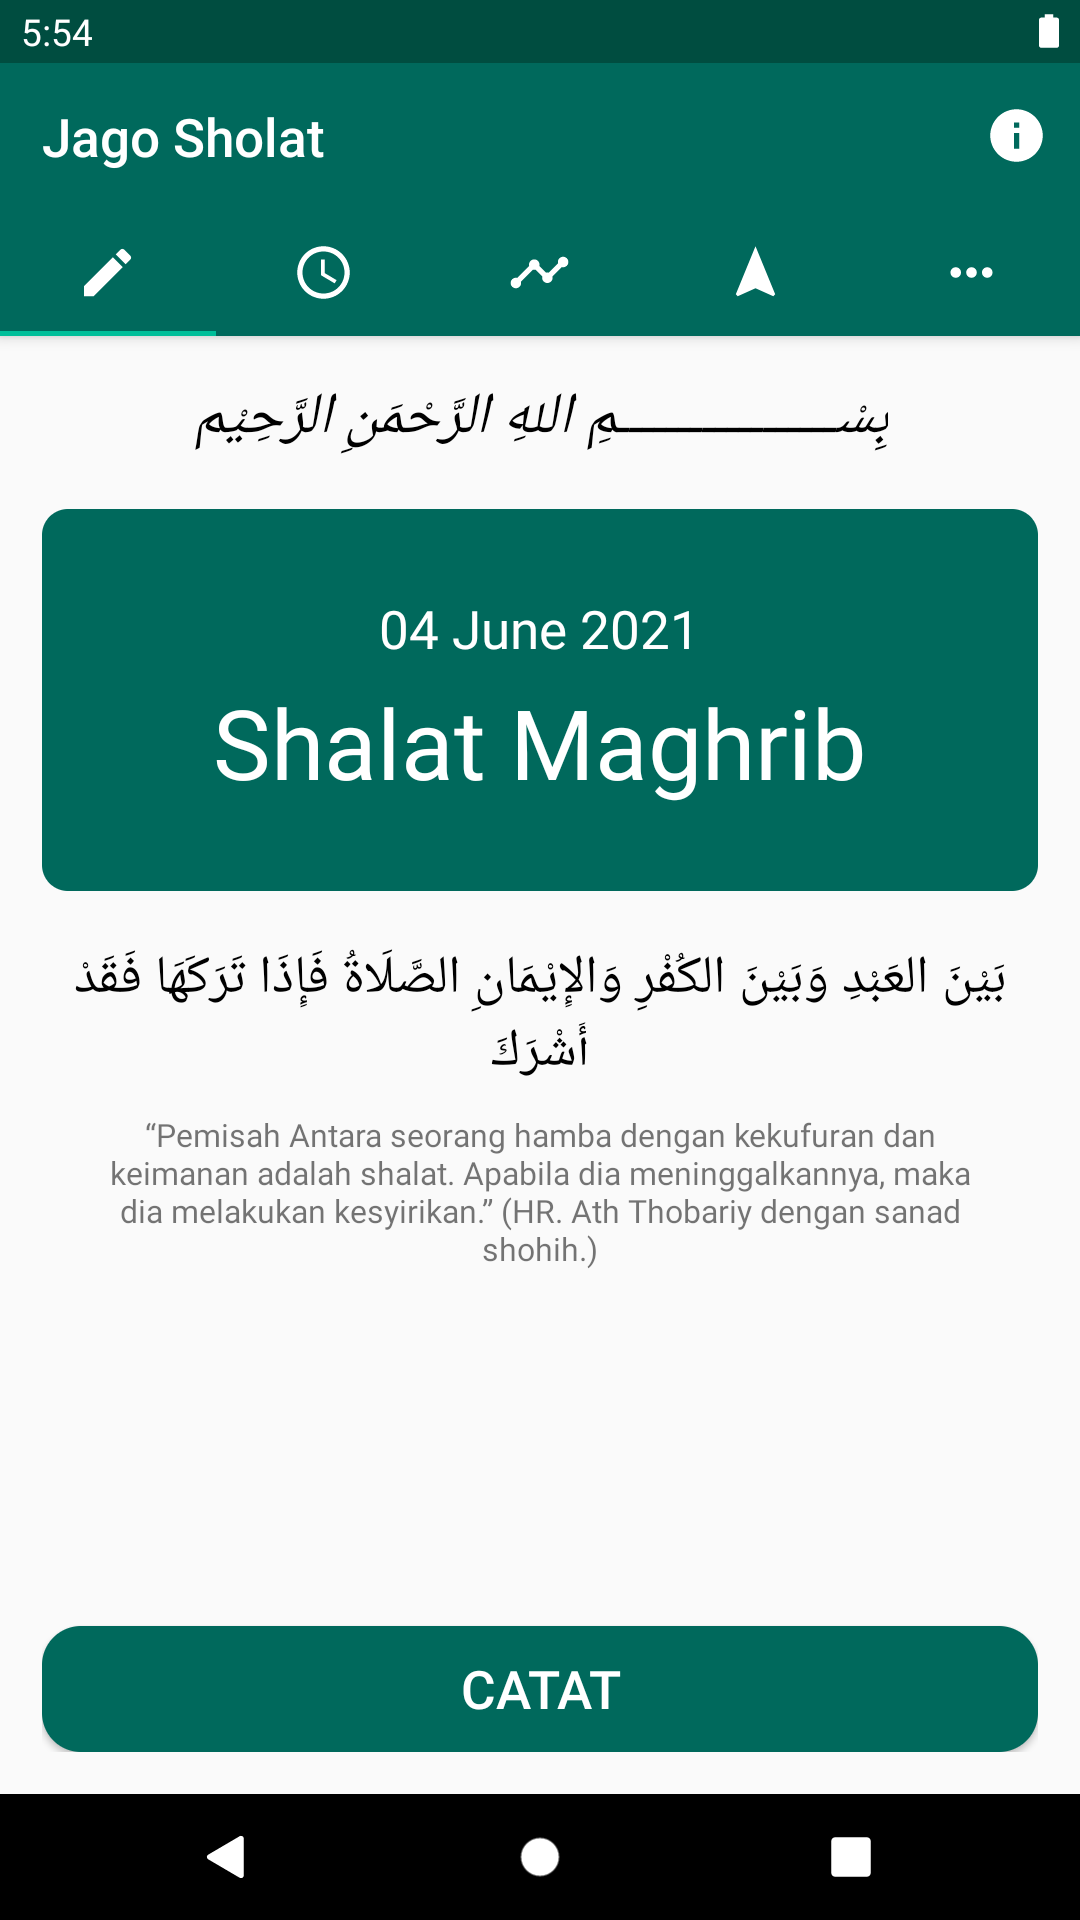 5:54
Jago Sholat
بِسْــــــــــــــــمِ اللهِ الرَّحْمَنِ الرَّحِيْم
04 June 2021
Shalat Maghrib
بَيْنَ العَبْدِ وَبَيْنَ الكُفْرِ وَالإِيْمَانِ الصَّلَاةُ فَإِذَا تَرَكَهَا فَقَدْ
أَشْرَكَ
“Pemisah Antara seorang hamba dengan kekufuran dan
keimanan adalah shalat. Apabila dia meninggalkannya, maka
dia melakukan kesyirikan.” (HR. Ath Thobariy dengan sanad
shohih.)
CATAT